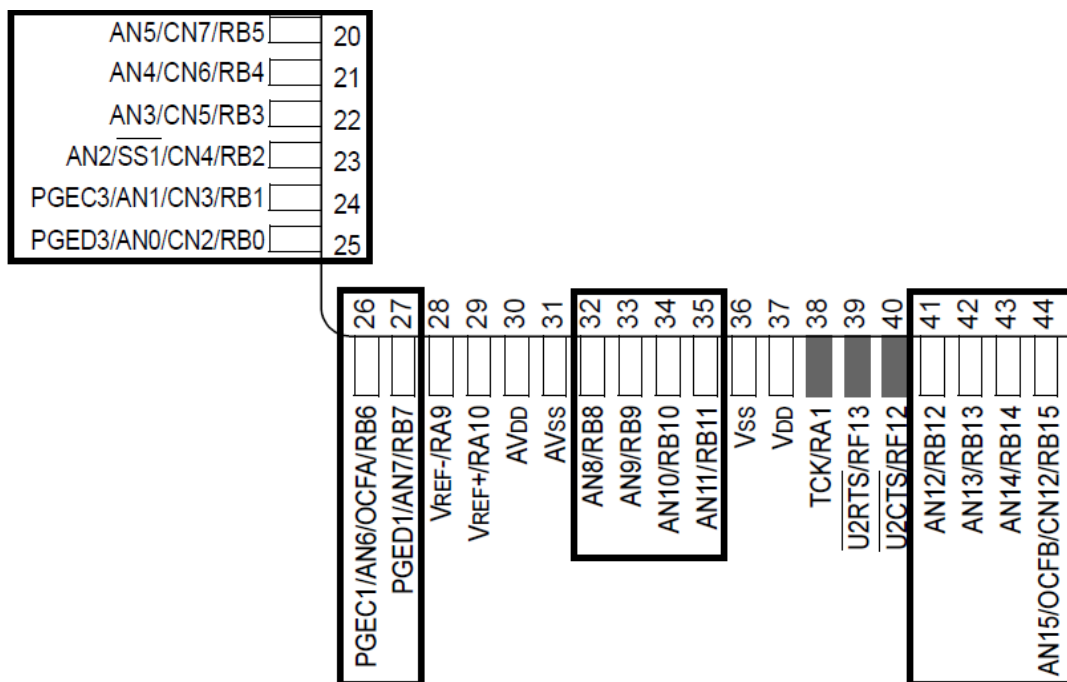 AN5/CN7/RB5 20
AN4/CN6/RB4 21
AN3/CN5/RB3 22
AN2/SS1/CN4/RB2 23
PGEC3/AN1/CN3/RB1 24
PGED3/AN0/CN2/RB0 25
26 27 28 29 30 31 32 33 34 35 36 37 38 39 40 41 42 43 44
PGEC1/AN6/OCFA/RB6
PGED1/AN7/RB7
VREF-/RA9
VREF+/RA10
AVDD
AVSS
AN8/RB8
AN9/RB9
AN10/RB10
AN11/RB11
VSS
VDD
TCK/RA1
U2RTS/RF13
U2CTS/RF12
AN12/RB12
AN13/RB13
AN14/RB14
AN15/OCFB/CN12/RB15